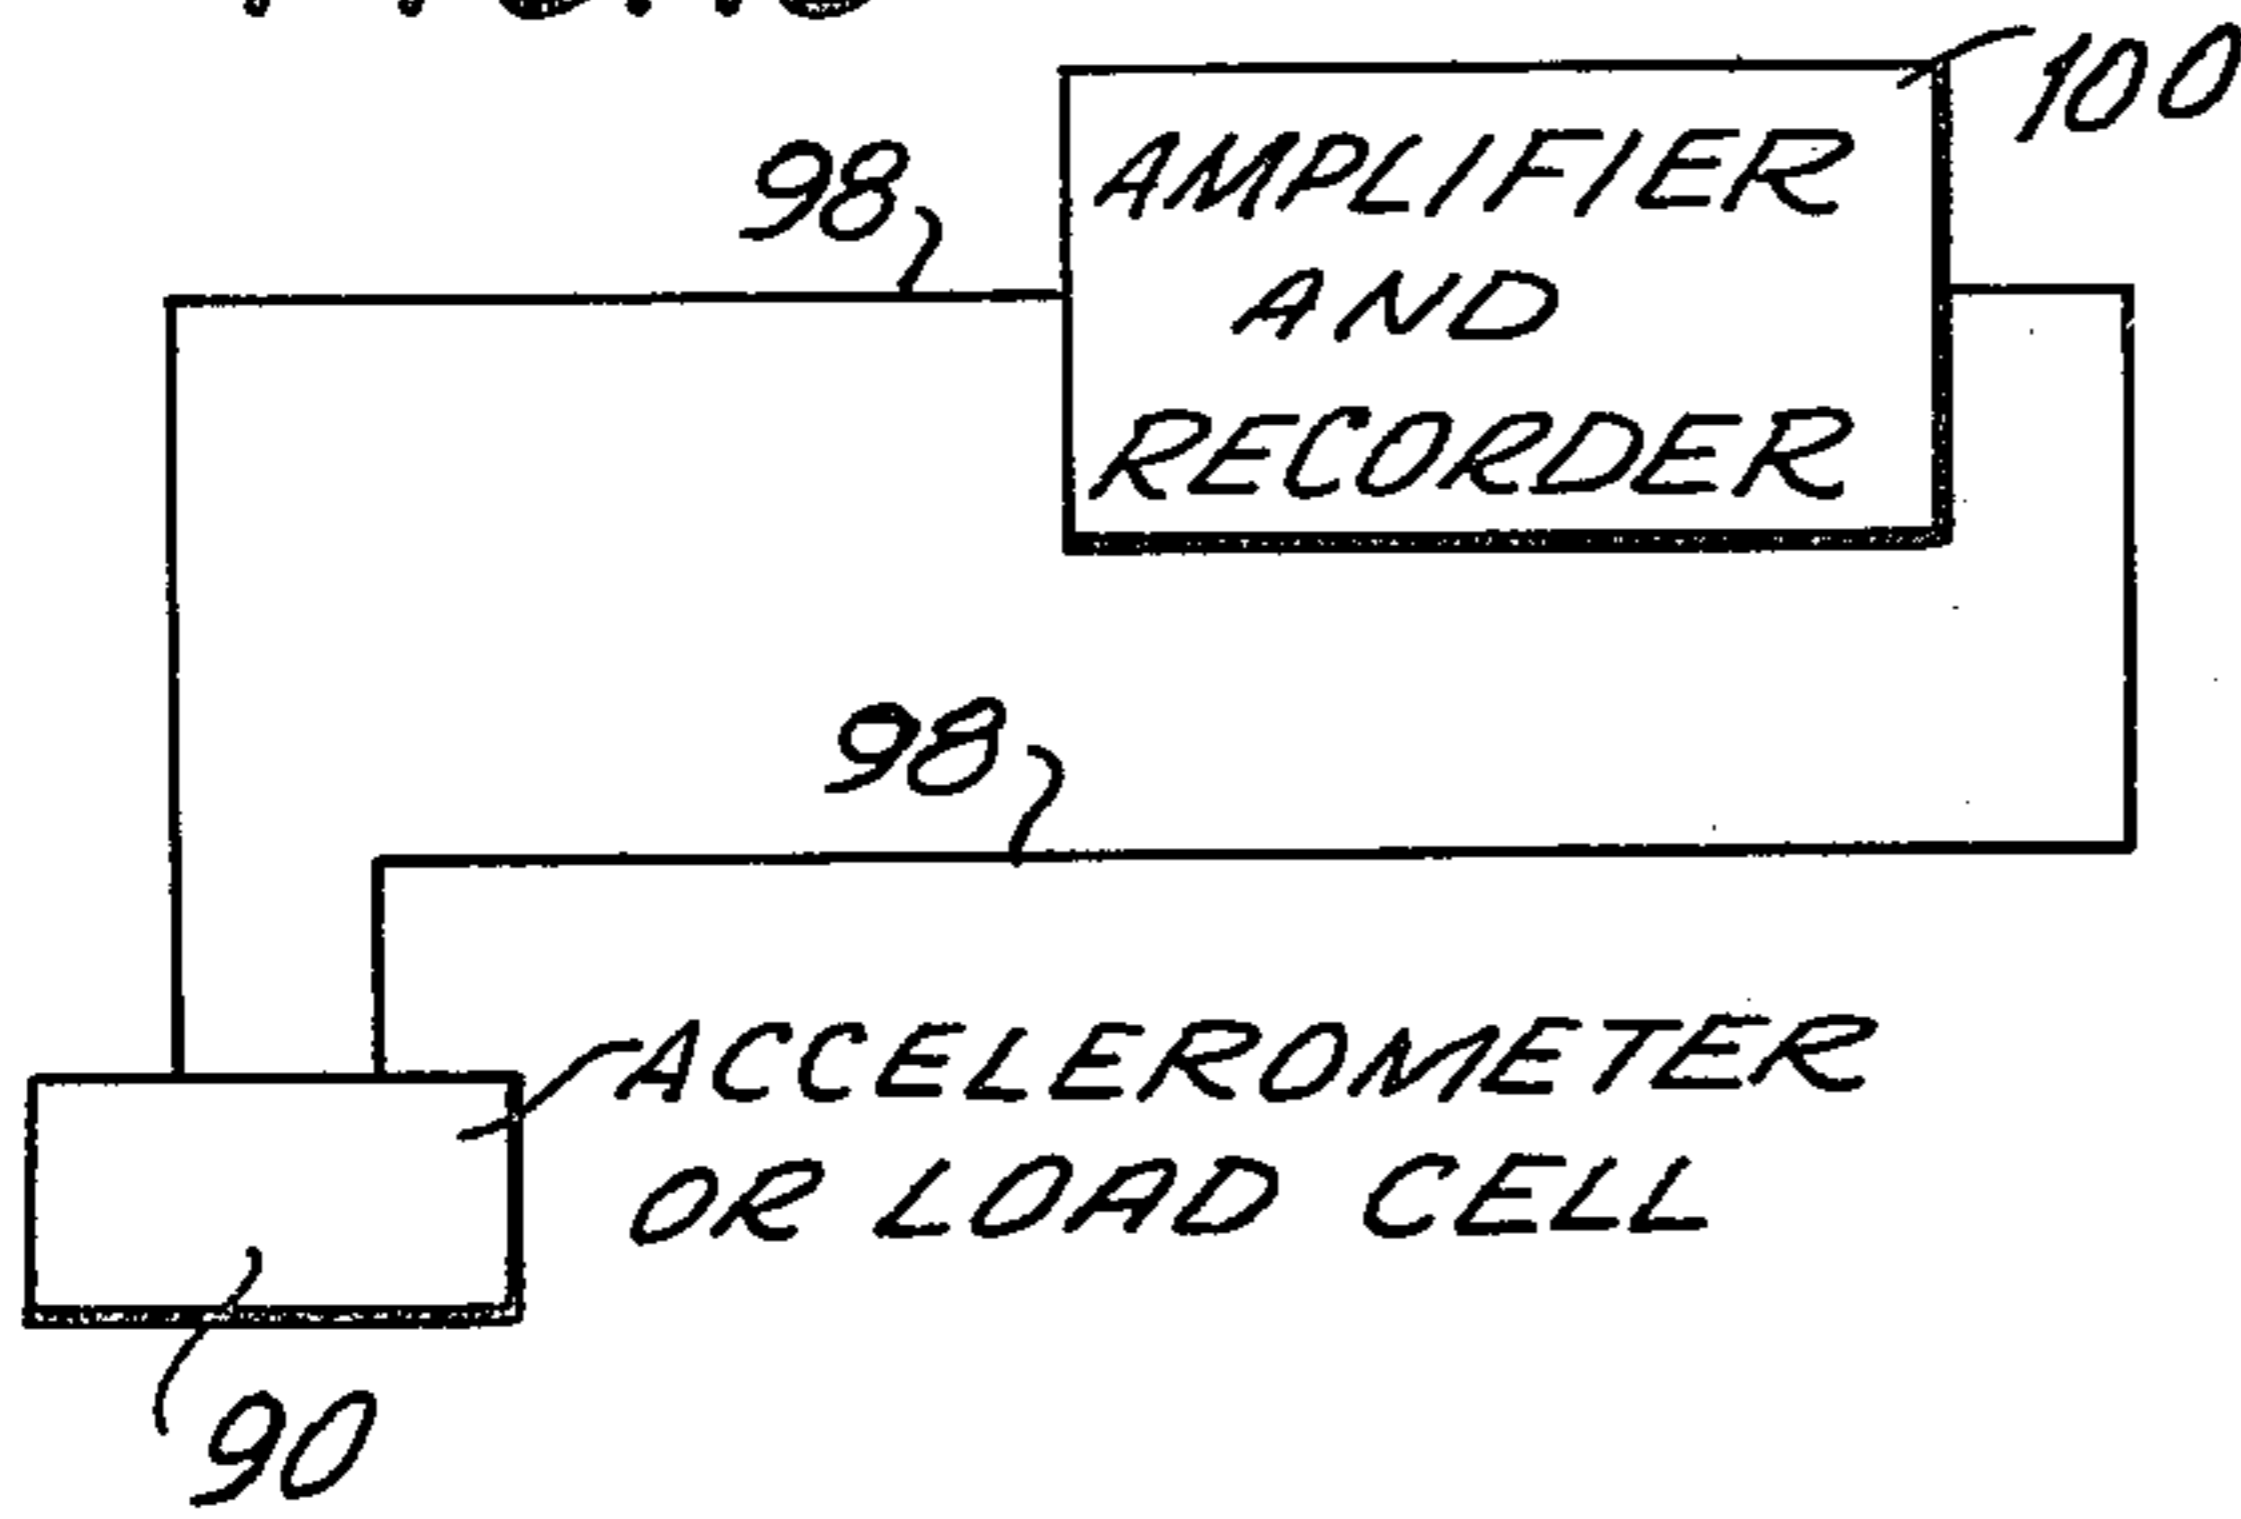 100
98
AMPLIFIER
AND
RECORDER
98
ACCELEROMETER
OR LOAD CELL
90